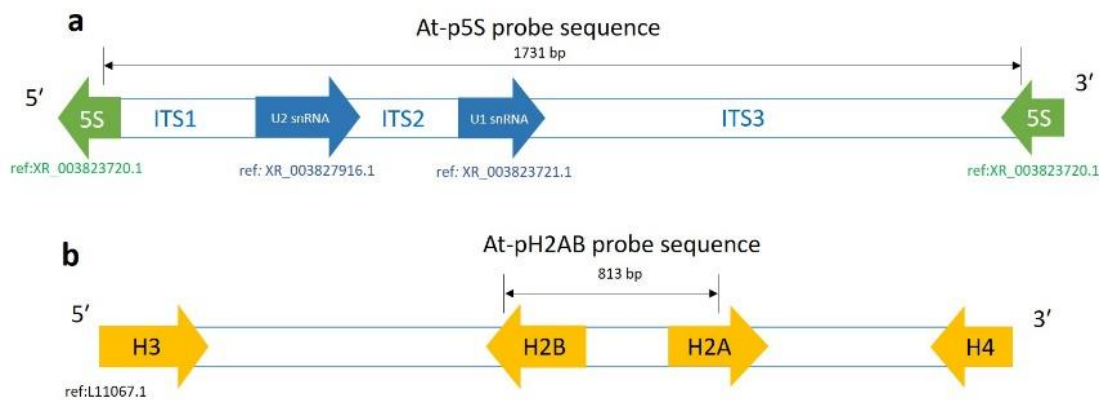 a
At-p5S probe sequence
1731 bp
5′
3′
5S
ITS1
U2 snRNA
ITS2
U1 snRNA
ITS3
5S
ref:XR_003823720.1
ref: XR_003827916.1
ref: XR_003823721.1
ref:XR_003823720.1
b
At-pH2AB probe sequence
813 bp
5′
3′
H3
H2B
H2A
H4
ref:L11067.1